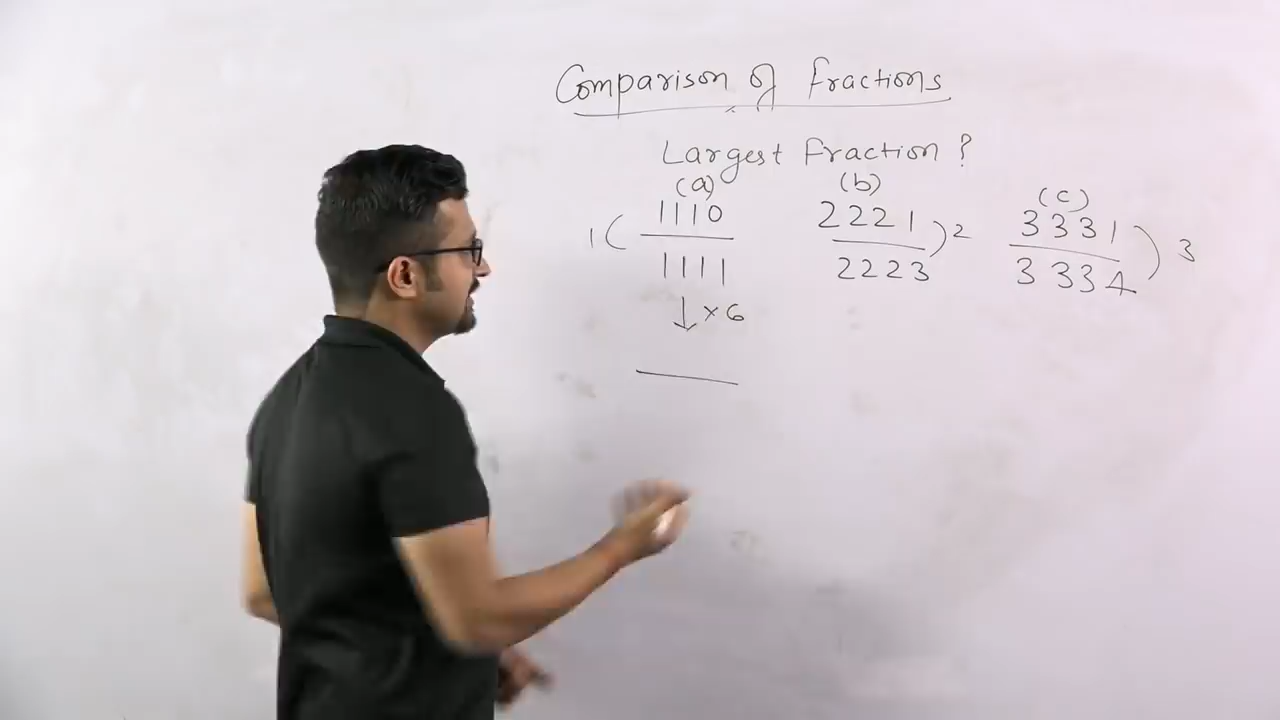 Comparison of Fractions
Largest Fraction?
(a) (b) (c)
1( 1110 2221 )2 3331 )3
1111 2223 3334
↓×6